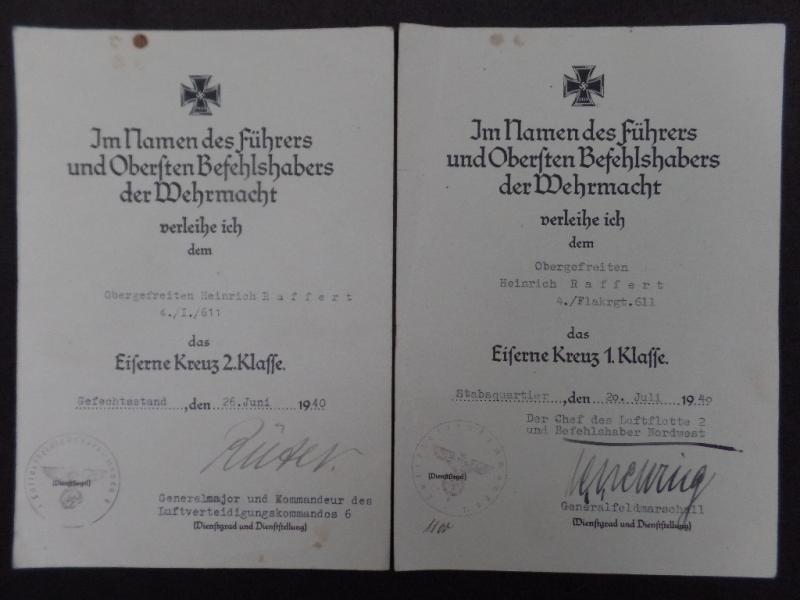 Im Namen des Führers
und Obersten Befehlshabers
der Wehrmacht
verleihe ich
dem
Obergefreiten Heinrich R a f f e r t
4./I./611
das
Eiserne Kreuz 2. Klasse.
Gefechtsstand ,den 26. Juni 1940
(Dienstsiegel)
Generalmajor und Kommandeur des
Luftverteidigungskommandos 6
(Dienstgrad und Dienststellung)
Im Namen des Führers
und Obersten Befehlshabers
der Wehrmacht
verleihe ich
dem
Obergefreiten
Heinrich R a f f e r t
4./Flakrgt.611
das
Eiserne Kreuz 1. Klasse.
Stabsquartier ,den 20. Juli 1940
Der Chef des Luftflotte 2
und Befehlshaber Nordwest
(Dienstsiegel)
Generalfeldmarschall
(Dienstgrad und Dienststellung)